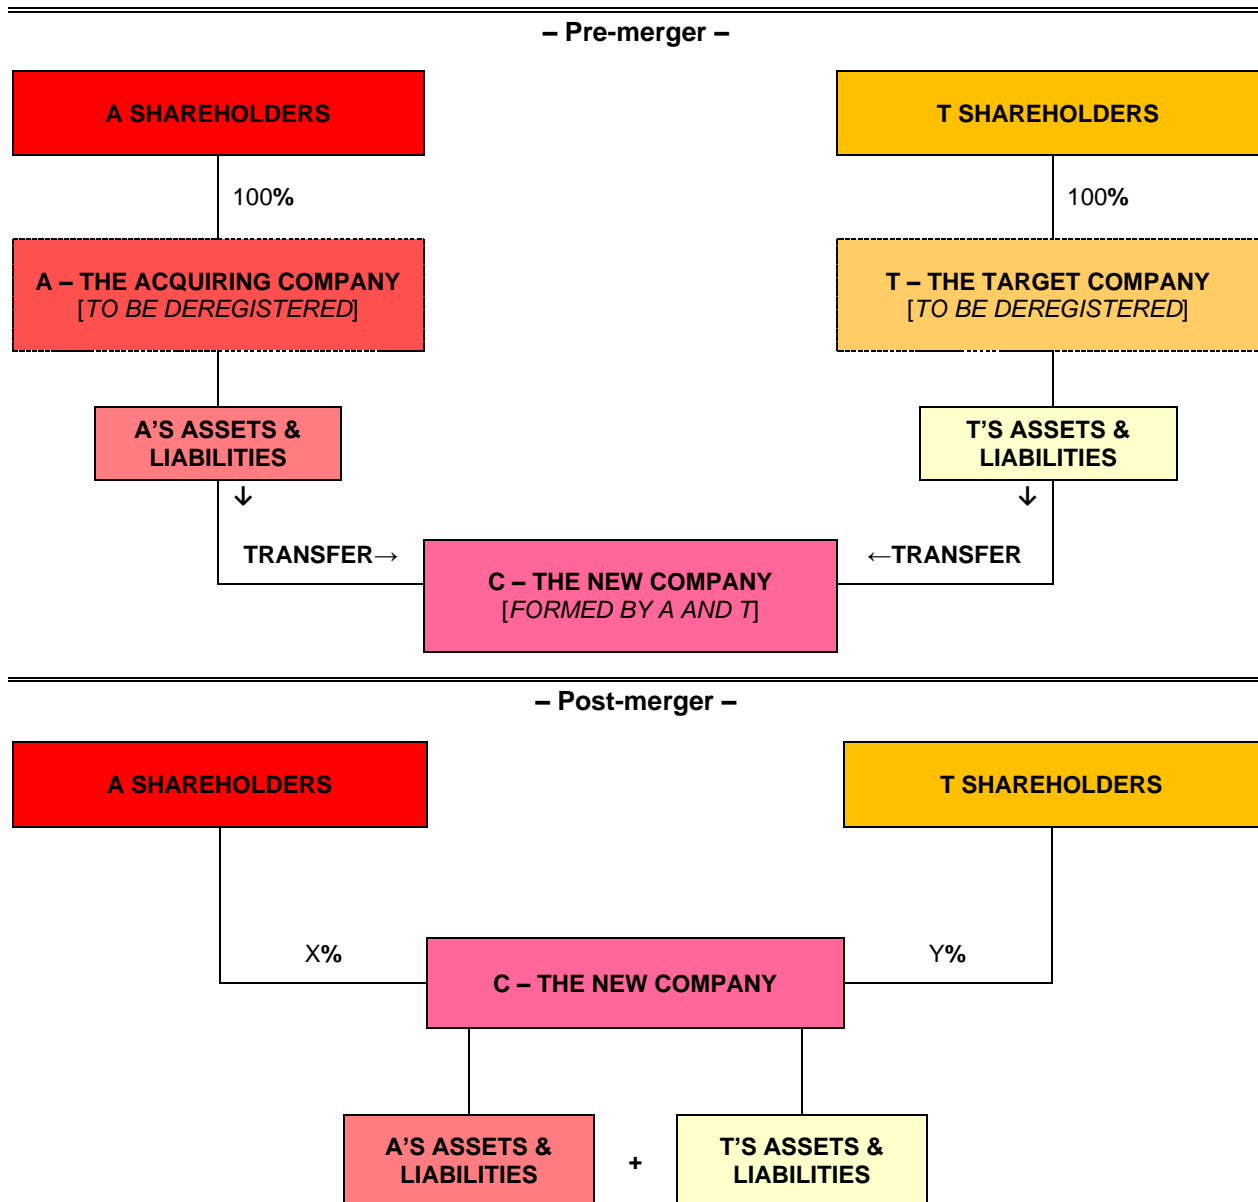 – Pre-merger –
A SHAREHOLDERS
T SHAREHOLDERS
100%
100%
A – THE ACQUIRING COMPANY
[TO BE DEREGISTERED]
T – THE TARGET COMPANY
[TO BE DEREGISTERED]
A'S ASSETS &
LIABILITIES
T'S ASSETS &
LIABILITIES
↓
↓
TRANSFER→
←TRANSFER
C – THE NEW COMPANY
[FORMED BY A AND T]
– Post-merger –
A SHAREHOLDERS
T SHAREHOLDERS
X%
Y%
C – THE NEW COMPANY
A'S ASSETS &
LIABILITIES
+
T'S ASSETS &
LIABILITIES